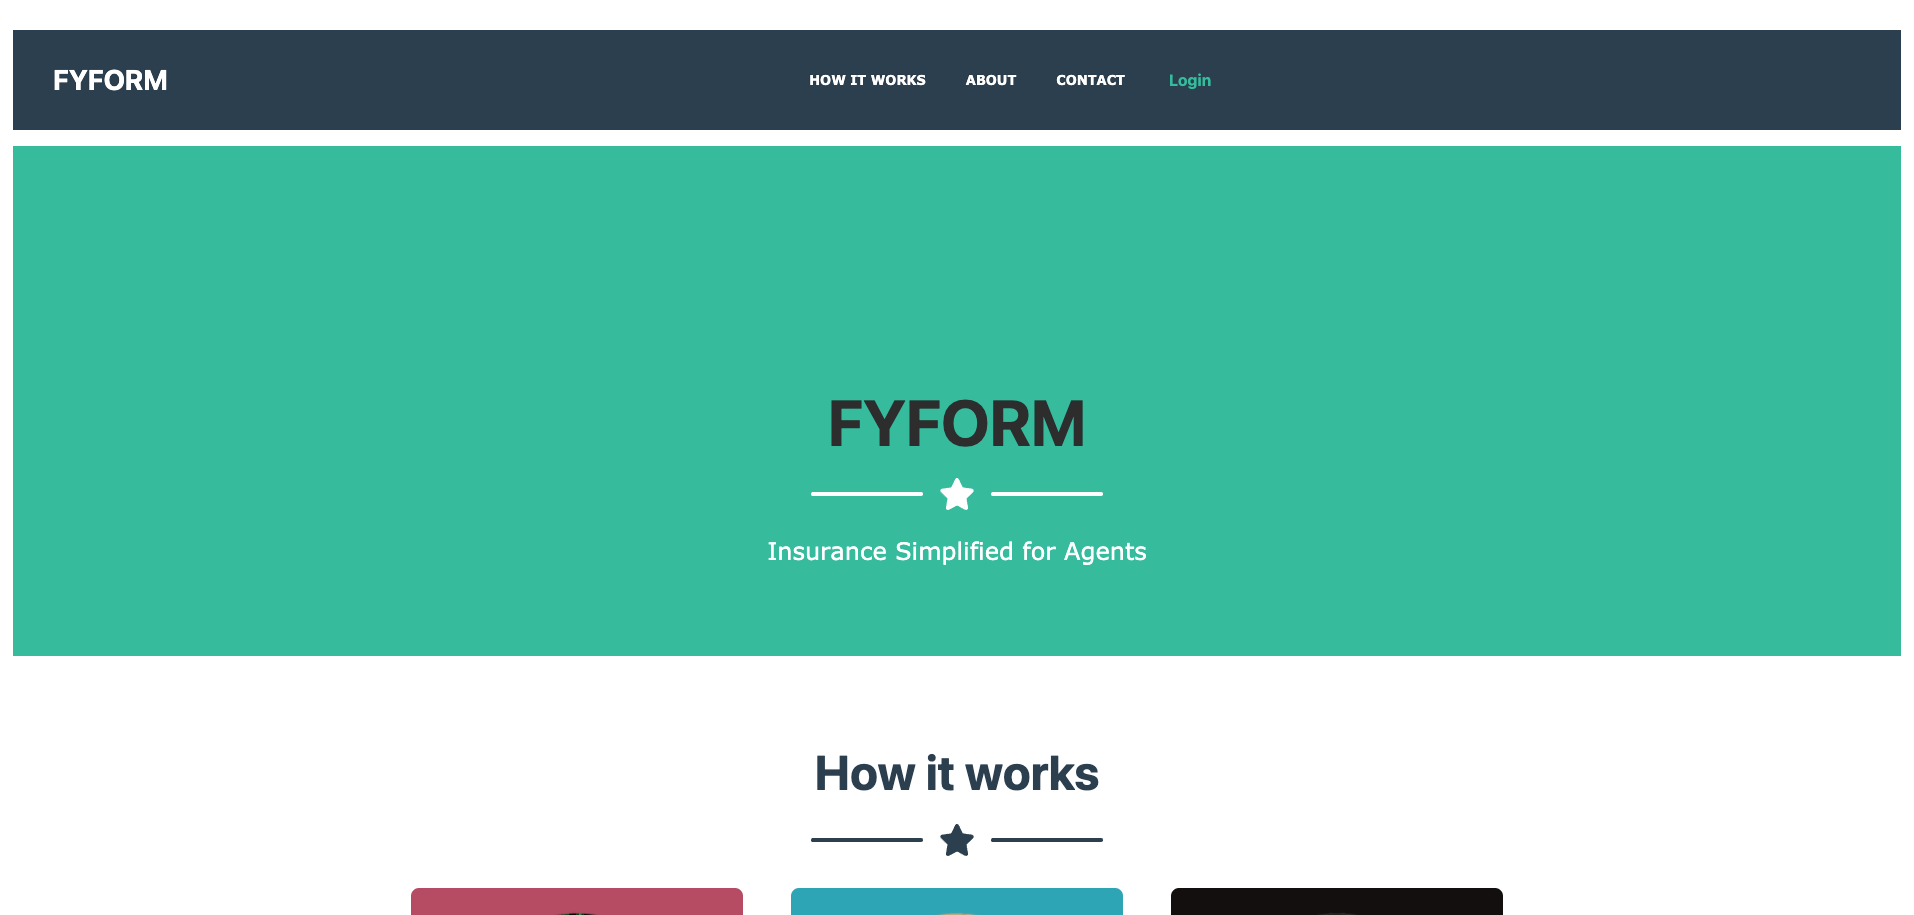 FYFORM
HOW IT WORKS ABOUT CONTACT Login
FYFORM
Insurance Simplified for Agents
How it works